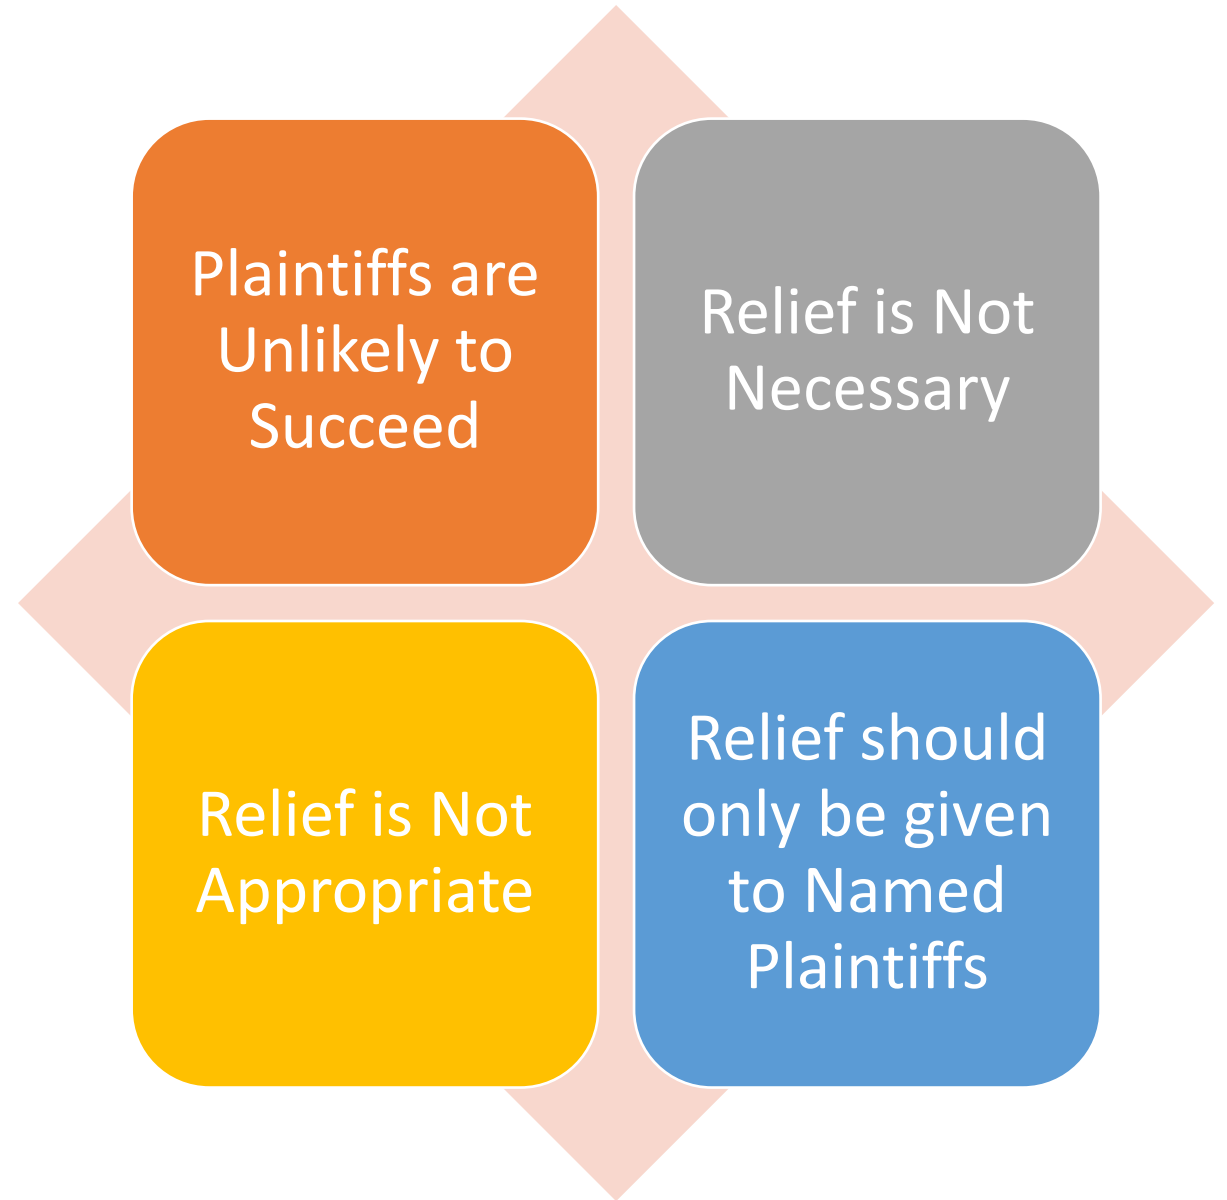 Plaintiffs are
Unlikely to
Succeed
Relief is Not
Necessary
Relief is Not
Appropriate
Relief should
only be given
to Named
Plaintiffs